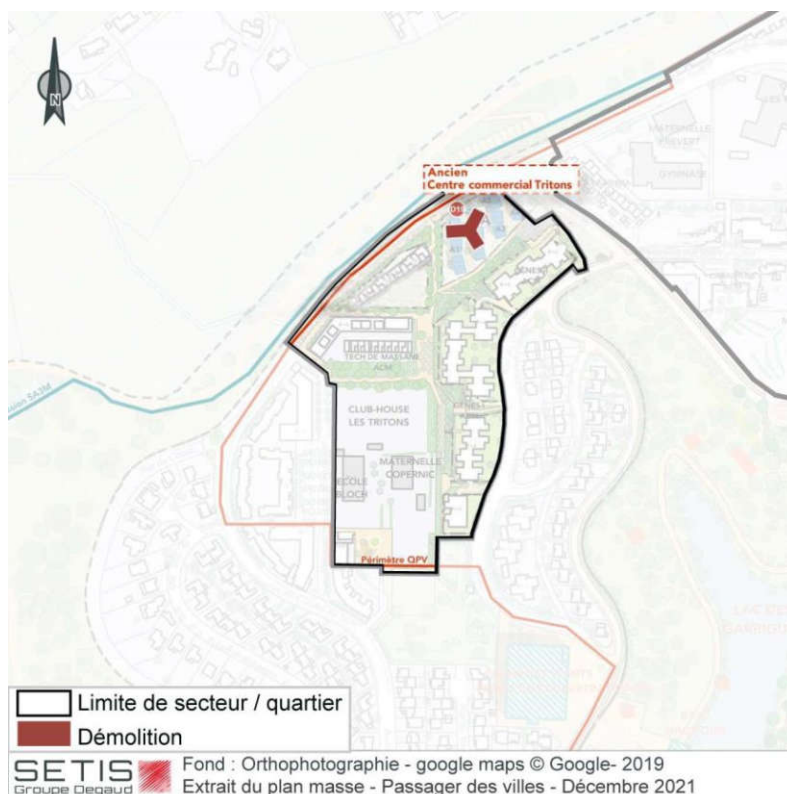 N
Ancien
Centre commercial Tritons
MATERNELLE
GYMNASE
TECH DE MASSANE
ACM
CLUB-HOUSE
LES TRITONS
MATERNELLE
COPERNIC
ECOLE
BLOCH
Périmètre QPV
Limite de secteur / quartier
Démolition
SETIS
Groupe Degaud
Fond : Orthophotographie - google maps © Google- 2019
Extrait du plan masse - Passager des villes - Décembre 2021